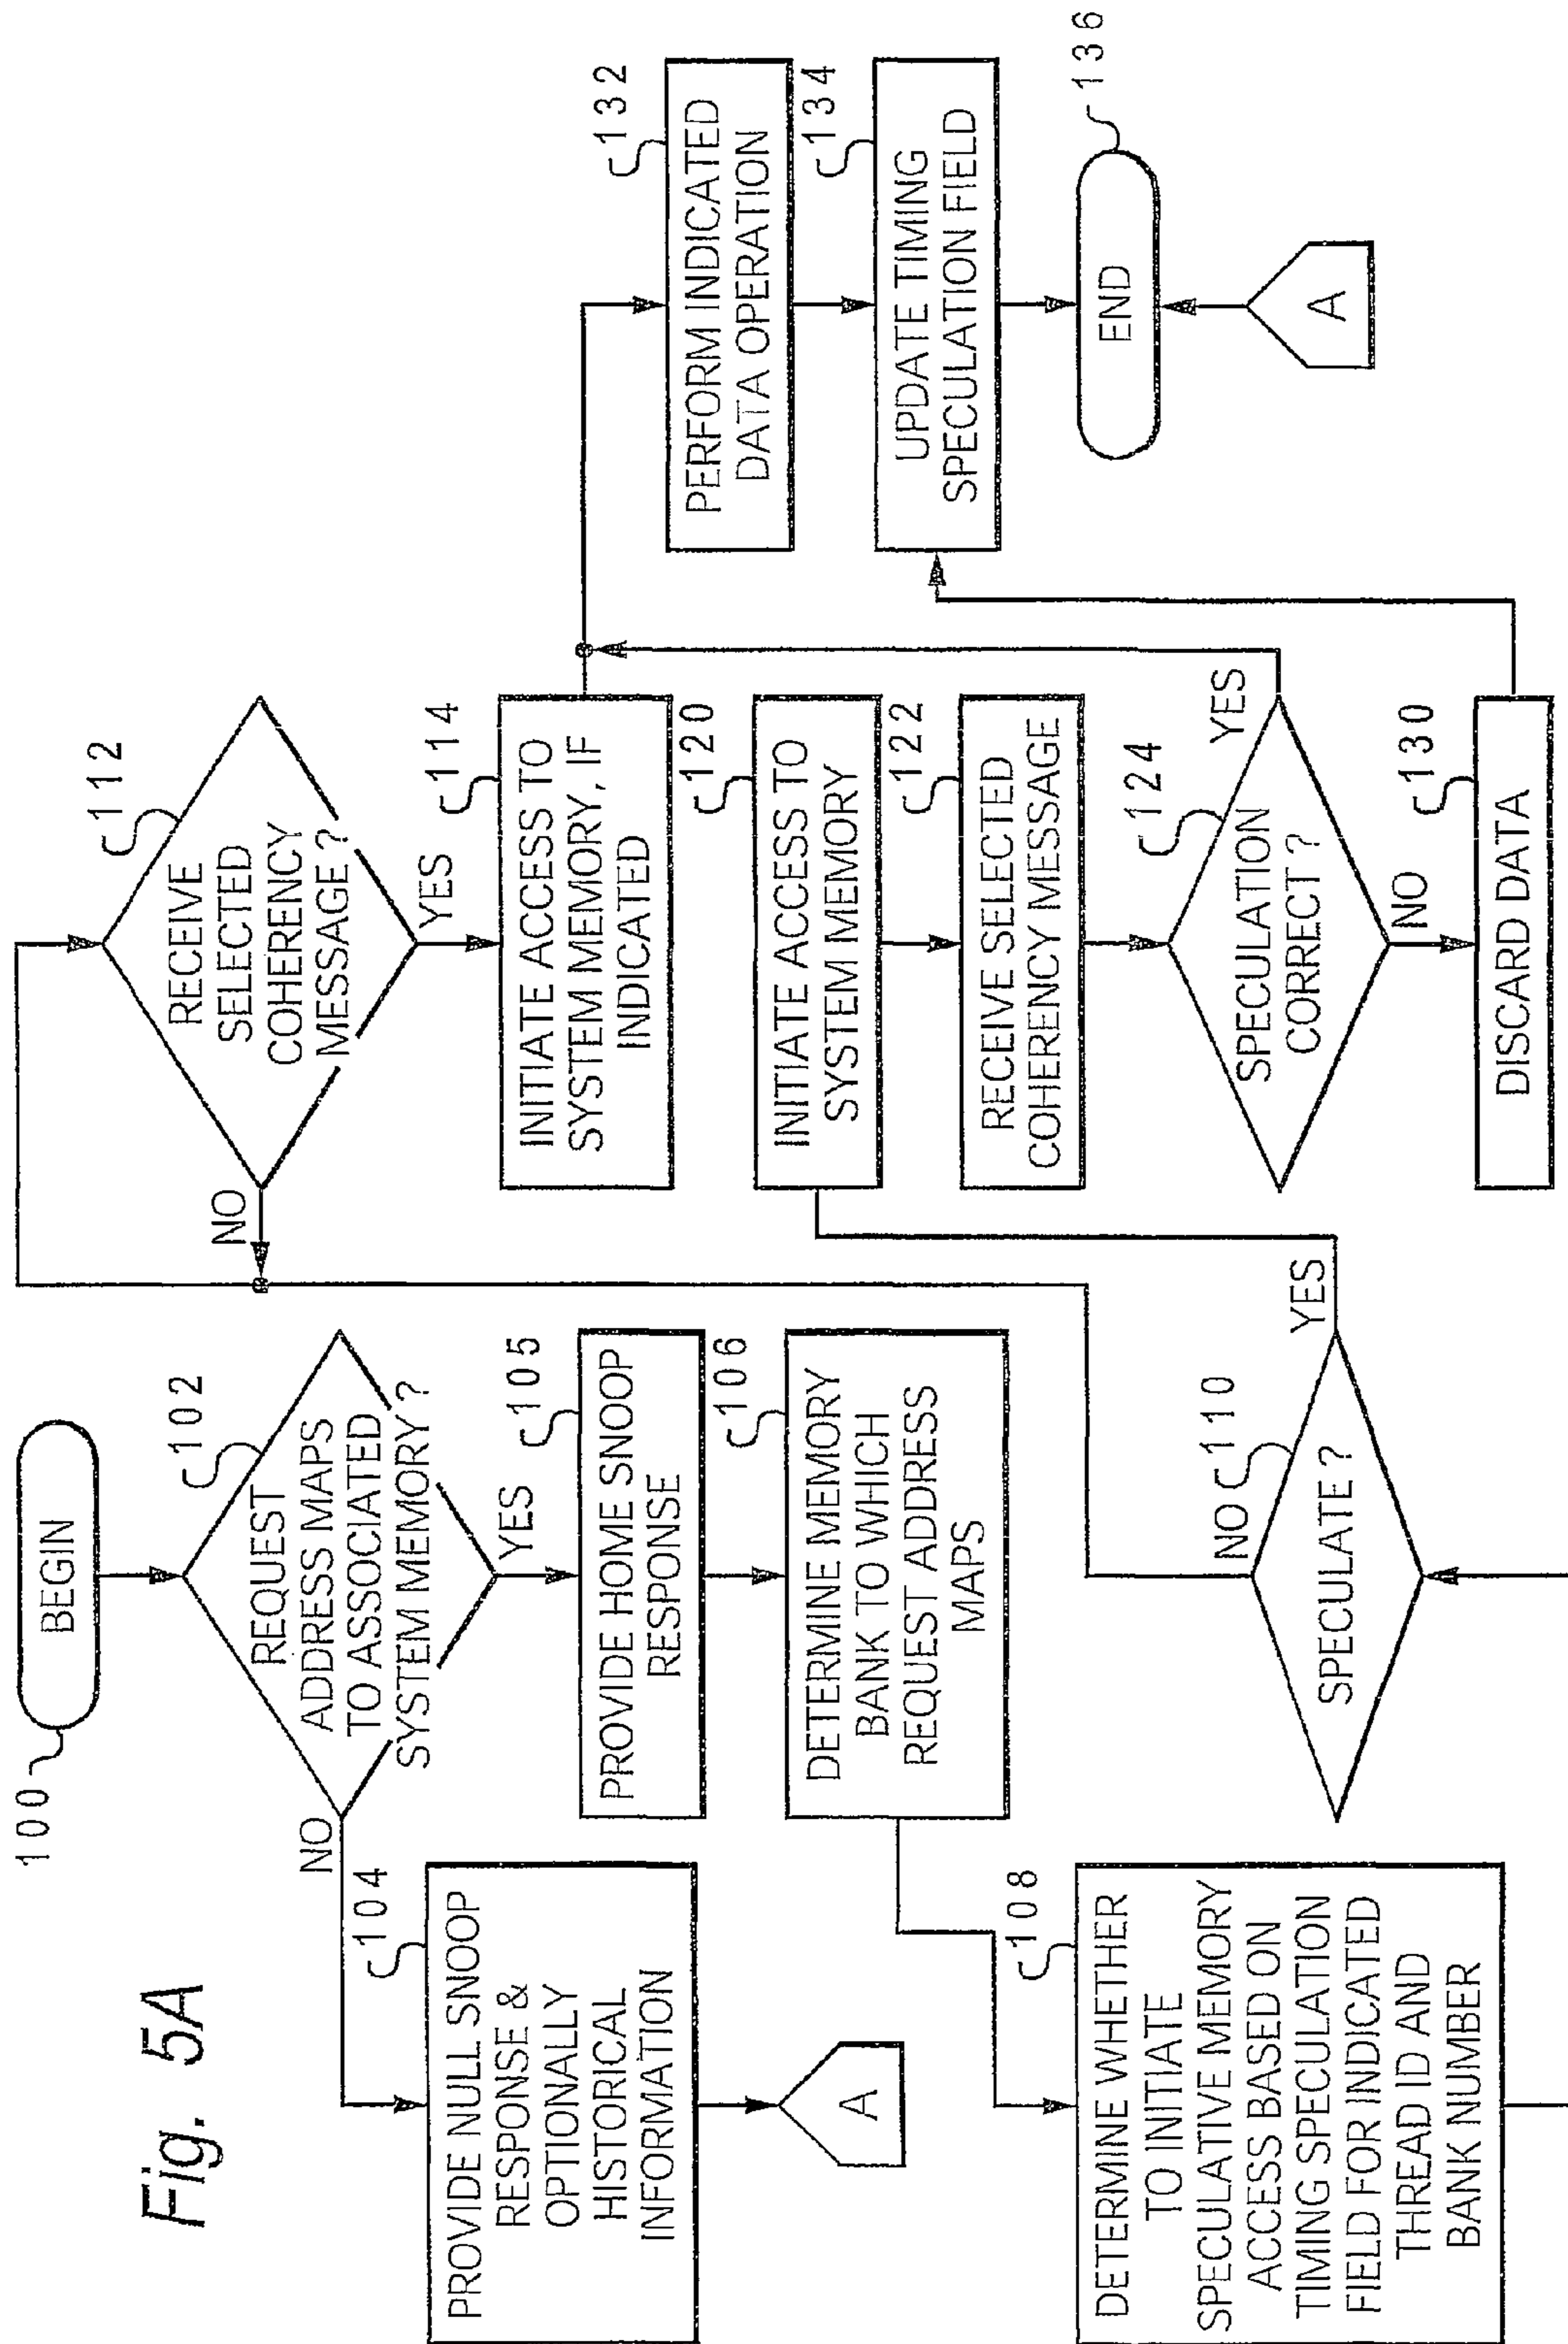 Fig. 5A
100
BEGIN
102
REQUEST
ADDRESS MAPS
TO ASSOCIATED
SYSTEM MEMORY?
NO
YES
104
PROVIDE NULL SNOOP
RESPONSE &
OPTIONALLY
HISTORICAL
INFORMATION
A
105
PROVIDE HOME SNOOP
RESPONSE
106
DETERMINE MEMORY
BANK TO WHICH
REQUEST ADDRESS
MAPS
108
DETERMINE WHETHER
TO INITIATE
SPECULATIVE MEMORY
ACCESS BASED ON
TIMING SPECULATION
FIELD FOR INDICATED
THREAD ID AND
BANK NUMBER
110
SPECULATE?
NO
YES
112
RECEIVE
SELECTED
COHERENCY
MESSAGE?
NO
YES
114
INITIATE ACCESS TO
SYSTEM MEMORY, IF
INDICATED
120
INITIATE ACCESS TO
SYSTEM MEMORY
122
RECEIVE SELECTED
COHERENCY MESSAGE
124
SPECULATION
CORRECT?
YES
NO
130
DISCARD DATA
132
PERFORM INDICATED
DATA OPERATION
134
UPDATE TIMING
SPECULATION FIELD
136
END
A